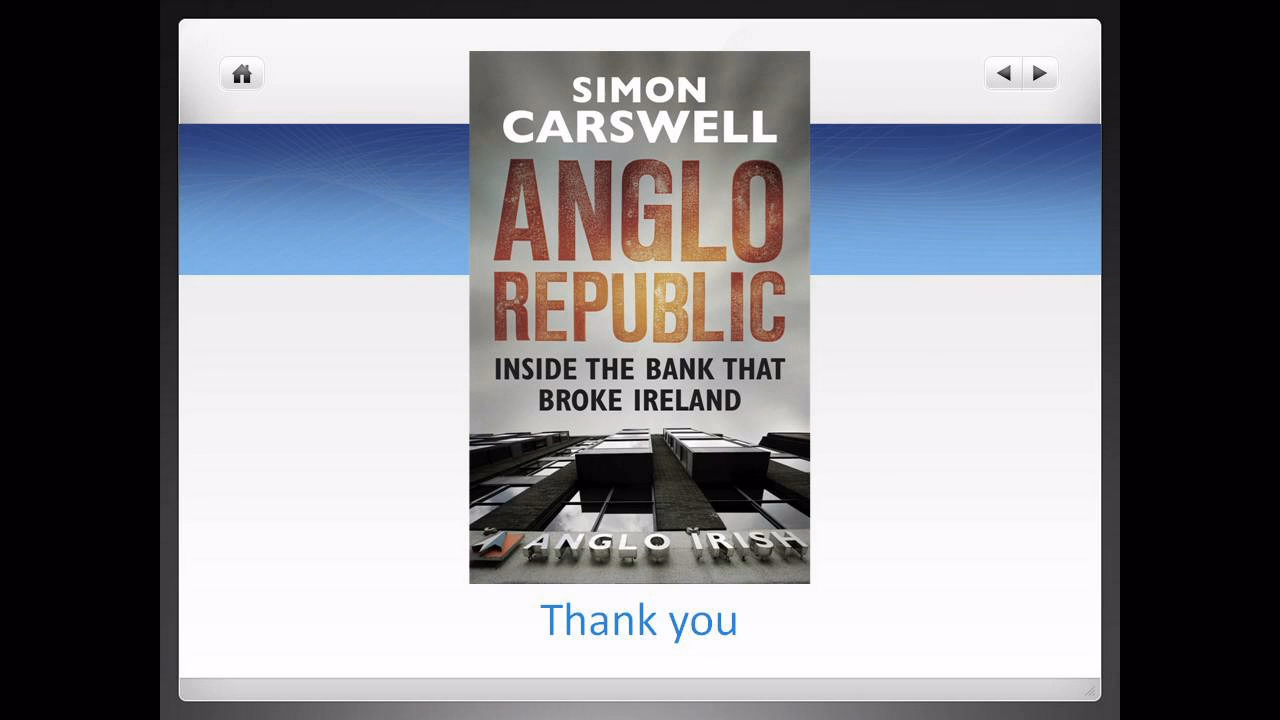 SIMON
CARSWELL
ANGLO
REPUBLIC
INSIDE THE BANK THAT
BROKE IRELAND
ANGLO IRISH
Thank you